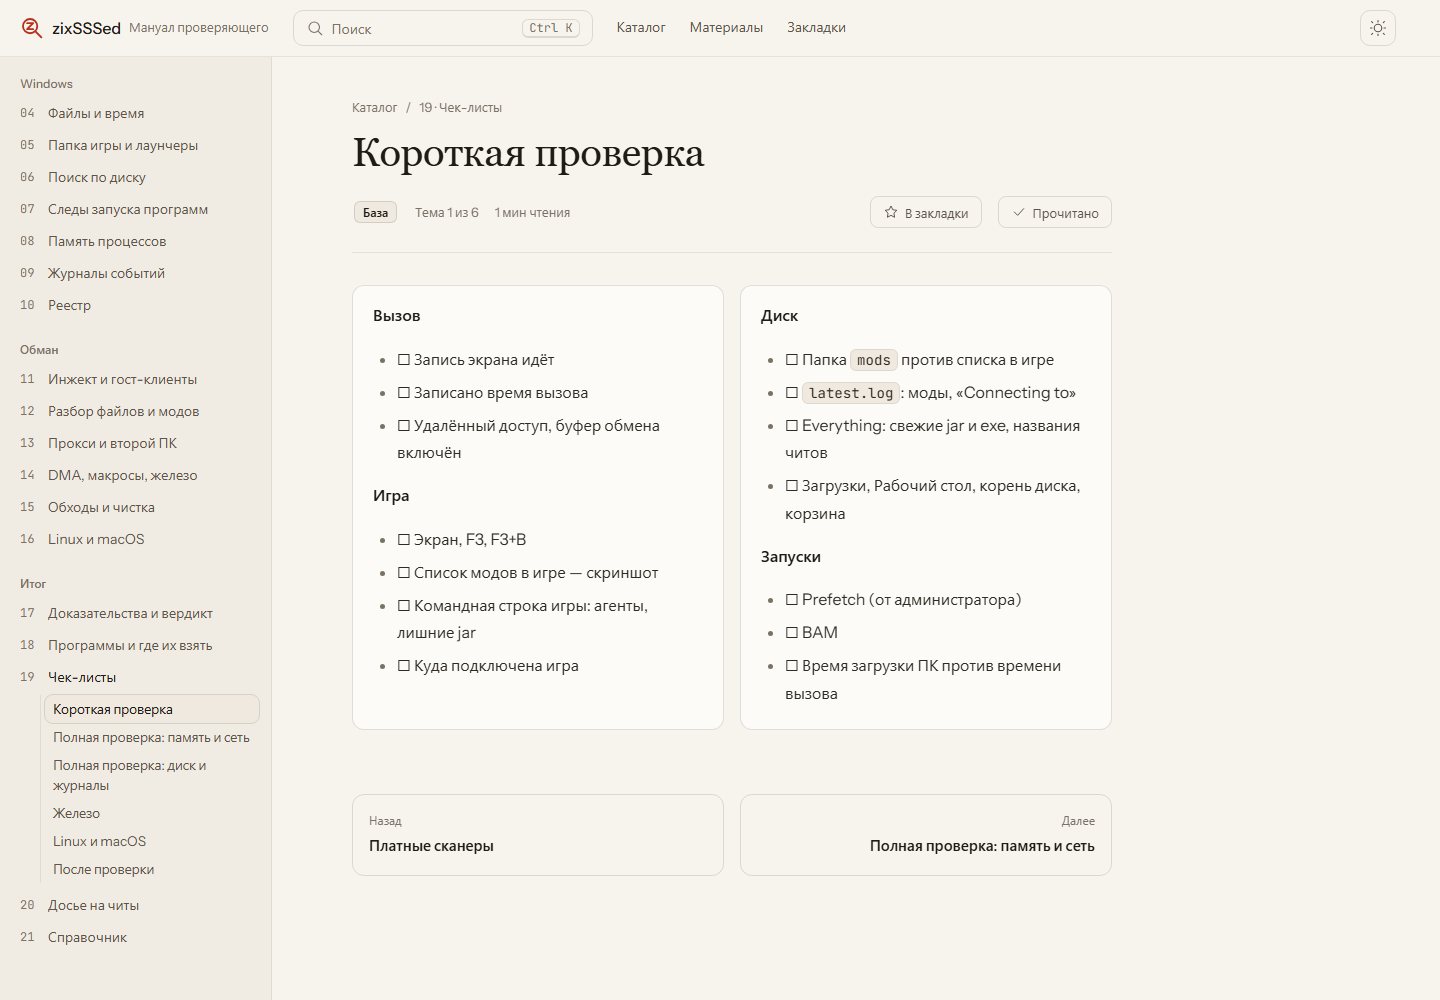 zixSSSed Мануал проверяющего
Поиск
Ctrl K
Каталог
Материалы
Закладки
Windows
04 Файлы и время
05 Папка игры и лаунчеры
06 Поиск по диску
07 Следы запуска программ
08 Память процессов
09 Журналы событий
10 Реестр
Обман
11 Инжект и гост-клиенты
12 Разбор файлов и модов
13 Прокси и второй ПК
14 DMA, макросы, железо
15 Обходы и чистка
16 Linux и macOS
Итог
17 Доказательства и вердикт
18 Программы и где их взять
19 Чек-листы
Короткая проверка
Полная проверка: память и сеть
Полная проверка: диск и
журналы
Железо
Linux и macOS
После проверки
20 Досье на читы
21 Справочник
Каталог / 19 · Чек-листы
Короткая проверка
База
Тема 1 из 6
1 мин чтения
В закладки
Прочитано
Вызов
• ☐ Запись экрана идёт
• ☐ Записано время вызова
• ☐ Удалённый доступ, буфер обмена
включён
Игра
• ☐ Экран, F3, F3+B
• ☐ Список модов в игре — скриншот
• ☐ Командная строка игры: агенты,
лишние jar
• ☐ Куда подключена игра
Диск
• ☐ Папка mods против списка в игре
• ☐ latest.log: моды, «Connecting to»
• ☐ Everything: свежие jar и exe, названия
читов
• ☐ Загрузки, Рабочий стол, корень диска,
корзина
Запуски
• ☐ Prefetch (от администратора)
• ☐ BAM
• ☐ Время загрузки ПК против времени
вызова
Назад
Платные сканеры
Далее
Полная проверка: память и сеть